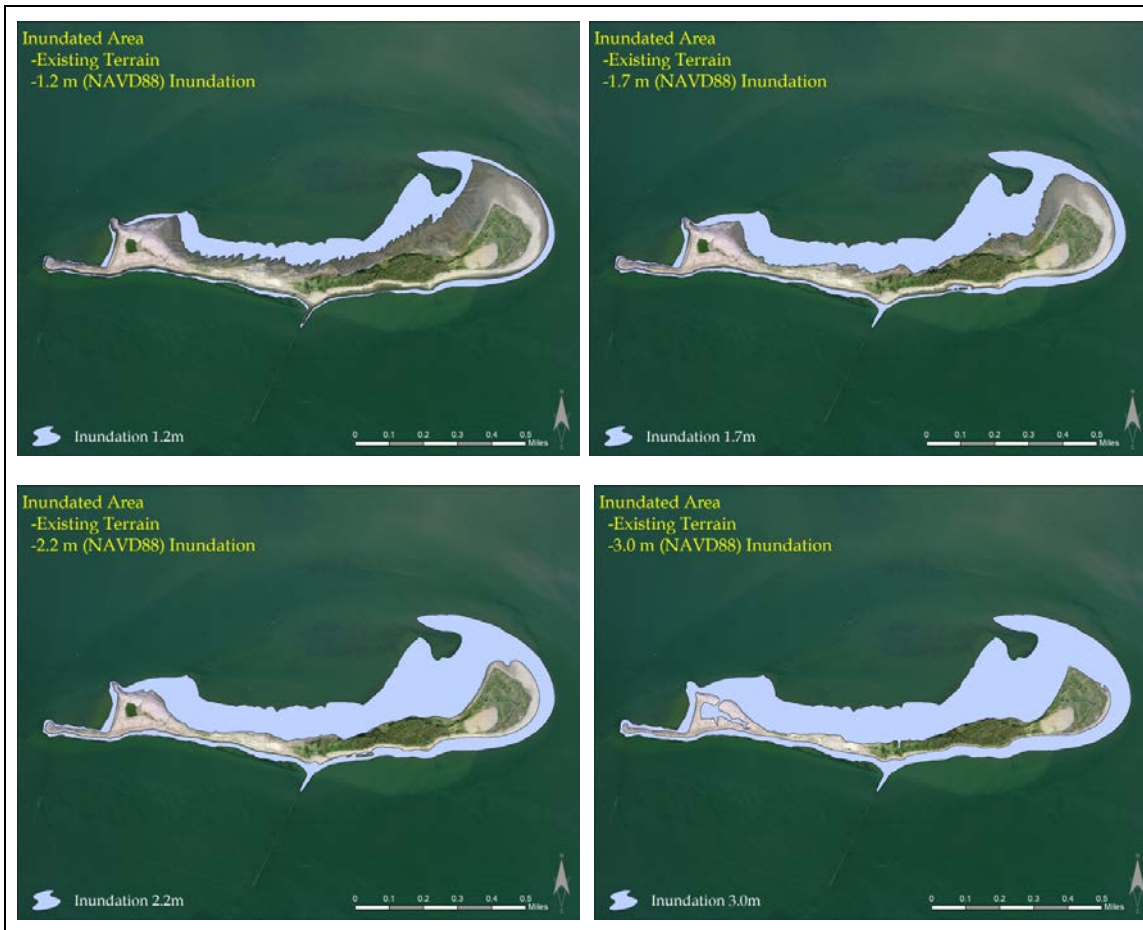 Inundated Area
-Existing Terrain
-1.2 m (NAVD88) Inundation
Inundation 1.2m
0.1 0.2 0.3 0.4 0.5
Miles
Inundated Area
-Existing Terrain
-1.7 m (NAVD88) Inundation
Inundation 1.7m
0.1 0.2 0.3 0.4 0.5
Miles
Inundated Area
-Existing Terrain
-2.2 m (NAVD88) Inundation
Inundation 2.2m
0.1 0.2 0.3 0.4 0.5
Miles
Inundated Area
-Existing Terrain
-3.0 m (NAVD88) Inundation
Inundation 3.0m
0.1 0.2 0.3 0.4 0.5
Miles